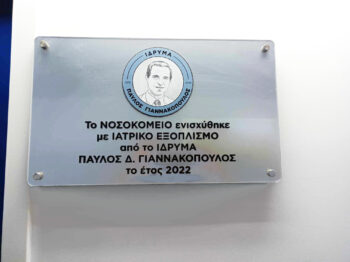 ΙΔΡΥΜΑ
ΠΑΥΛΟΣ ΓΙΑΝΝΑΚΟΠΟΥΛΟΣ
Το ΝΟΣΟΚΟΜΕΙΟ ενισχύθηκε
με ΙΑΤΡΙΚΟ ΕΞΟΠΛΙΣΜΟ
από το ΙΔΡΥΜΑ
ΠΑΥΛΟΣ Δ. ΓΙΑΝΝΑΚΟΠΟΥΛΟΣ
το έτος 2022